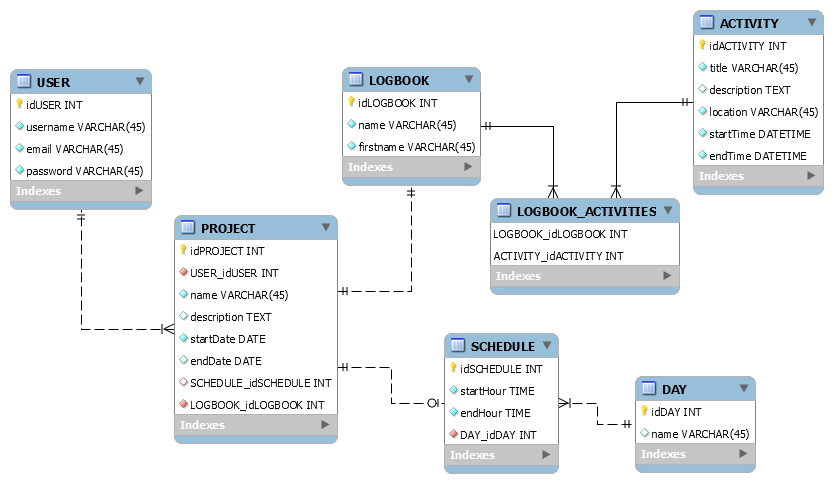 ACTIVITY
idACTIVITY INT
title VARCHAR(45)
description TEXT
location VARCHAR(45)
startTime DATETIME
endTime DATETIME
Indexes
USER
idUSER INT
username VARCHAR(45)
email VARCHAR(45)
password VARCHAR(45)
Indexes
LOGBOOK
idLOGBOOK INT
name VARCHAR(45)
firstname VARCHAR(45)
Indexes
LOGBOOK_ACTIVITIES
LOGBOOK_idLOGBOOK INT
ACTIVITY_idACTIVITY INT
Indexes
PROJECT
idPROJECT INT
USER_idUSER INT
name VARCHAR(45)
description TEXT
startDate DATE
endDate DATE
SCHEDULE_idSCHEDULE INT
LOGBOOK_idLOGBOOK INT
Indexes
SCHEDULE
idSCHEDULE INT
startHour TIME
endHour TIME
DAY_idDAY INT
Indexes
DAY
idDAY INT
name VARCHAR(45)
Indexes